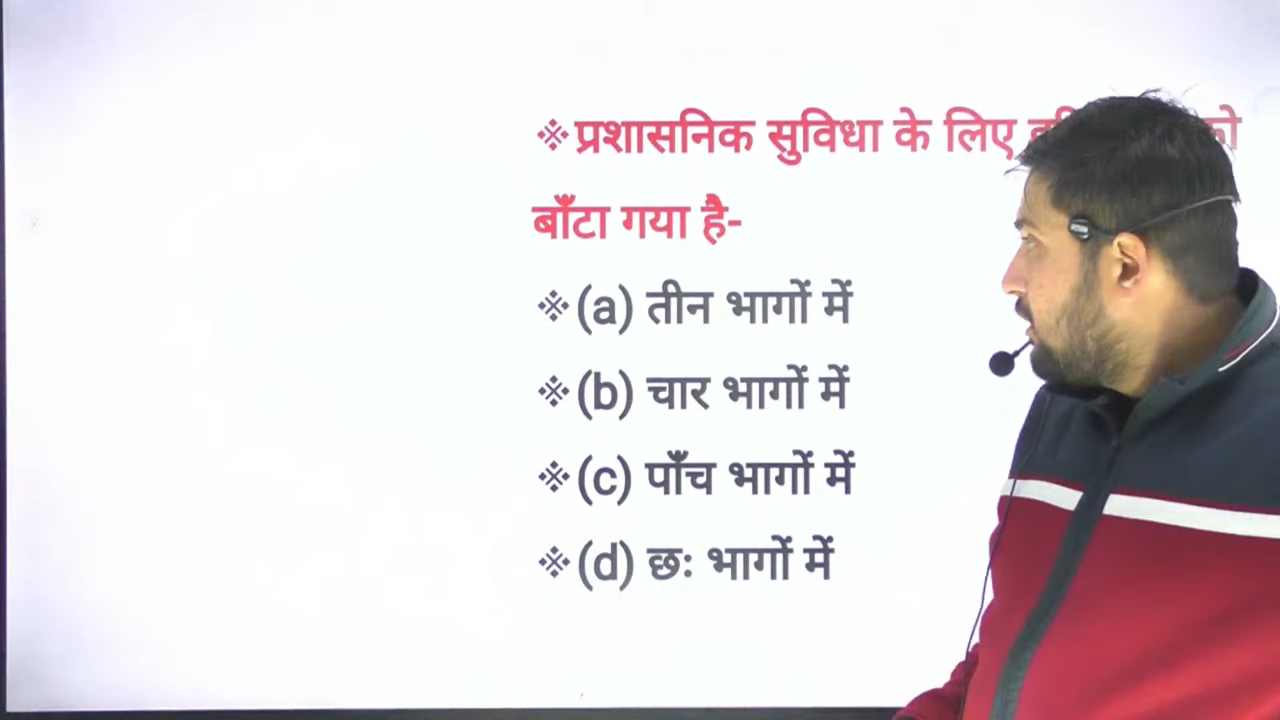 ※प्रशासनिक सुविधा के लिए को
बाँटा गया है-
※(a) तीन भागों में
※(b) चार भागों में
※(c) पाँच भागों में
※(d) छः भागों में